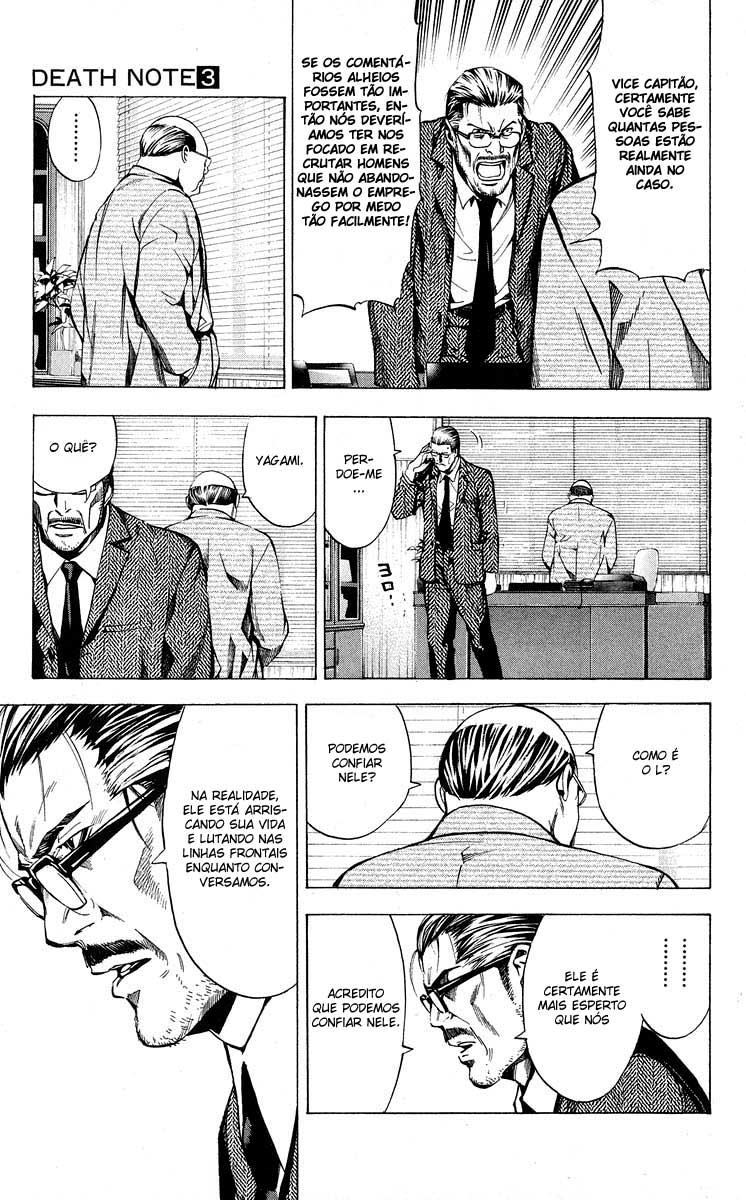 DEATH NOTE 3
VICE CAPITÃO,
CERTAMENTE
VOCÊ SABE
QUANTAS PES-
SOAS ESTÃO
REALMENTE
AINDA NO
CASO.
SE OS COMENTÁ-
RIOS ALHEIOS
FOSSEM TÃO IM-
PORTANTES, EN-
TÃO NÓS DEVERÍ-
AMOS TER NOS
FOCADO EM RE-
CRUTAR HOMENS
QUE NÃO ABANDO-
NASSEM O EMPRE-
GO POR MEDO
TÃO FACILMENTE!
.......
PER-
DOE-ME
...
ヨロ..
YAGAMI.
O QUÊ?
COMO É
O L?
PODEMOS
CONFIAR
NELE?
.........
ELE É
CERTAMENTE
MAIS ESPERTO
QUE NÓS
ACREDITO
QUE PODEMOS
CONFIAR NELE.
NA REALIDADE,
ELE ESTÁ ARRIS-
CANDO SUA VIDA
E LUTANDO NAS
LINHAS FRONTAIS
ENQUANTO CON-
VERSAMOS.